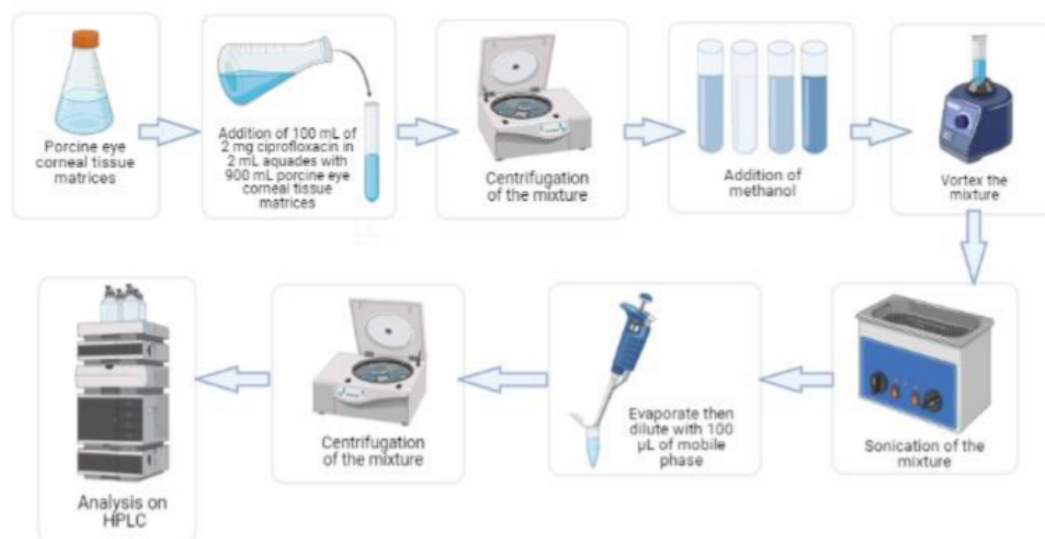 Porcine eye
corneal tissue
matrices
Addition of 100 mL of
2 mg ciprofloxacin in
2 mL aquades with
900 mL porcine eye
corneal tissue
matrices
Centrifugation
of the mixture
Addition of
methanol
Vortex the
mixture
Sonication of the
mixture
Evaporate then
dilute with 100
µL of mobile
phase
Centrifugation
of the mixture
Analysis on
HPLC